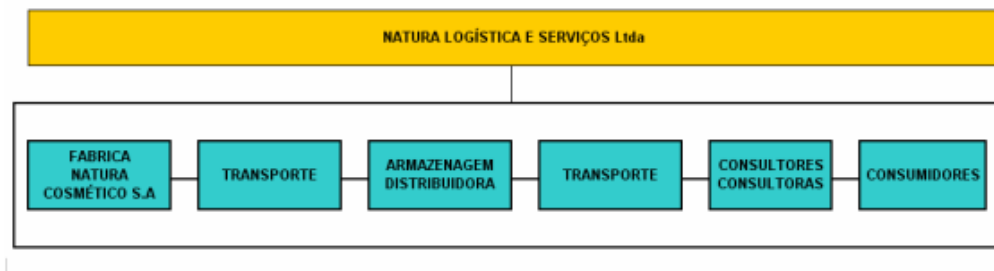 NATURA LOGÍSTICA E SERVIÇOS Ltda
FABRICA
NATURA
COSMÉTICO S.A
TRANSPORTE
ARMAZENAGEM
DISTRIBUIDORA
TRANSPORTE
CONSULTORES
CONSULTORAS
CONSUMIDORES